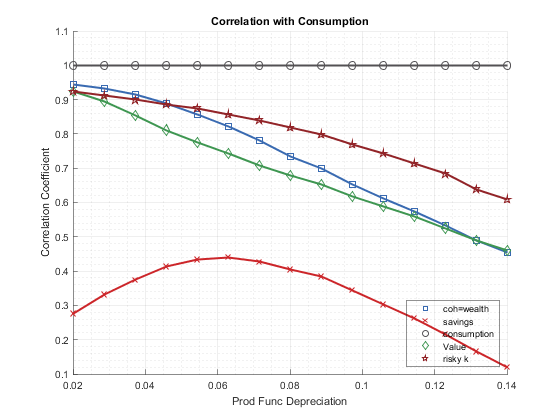 Correlation with Consumption
1.1
1
0.9
0.8
0.7
0.6
0.5
0.4
0.3
0.2
0.1
Correlation Coefficient
0.02
0.04
0.06
0.08
0.1
0.12
0.14
Prod Func Depreciation
coh=wealth
savings
consumption
Value
risky k